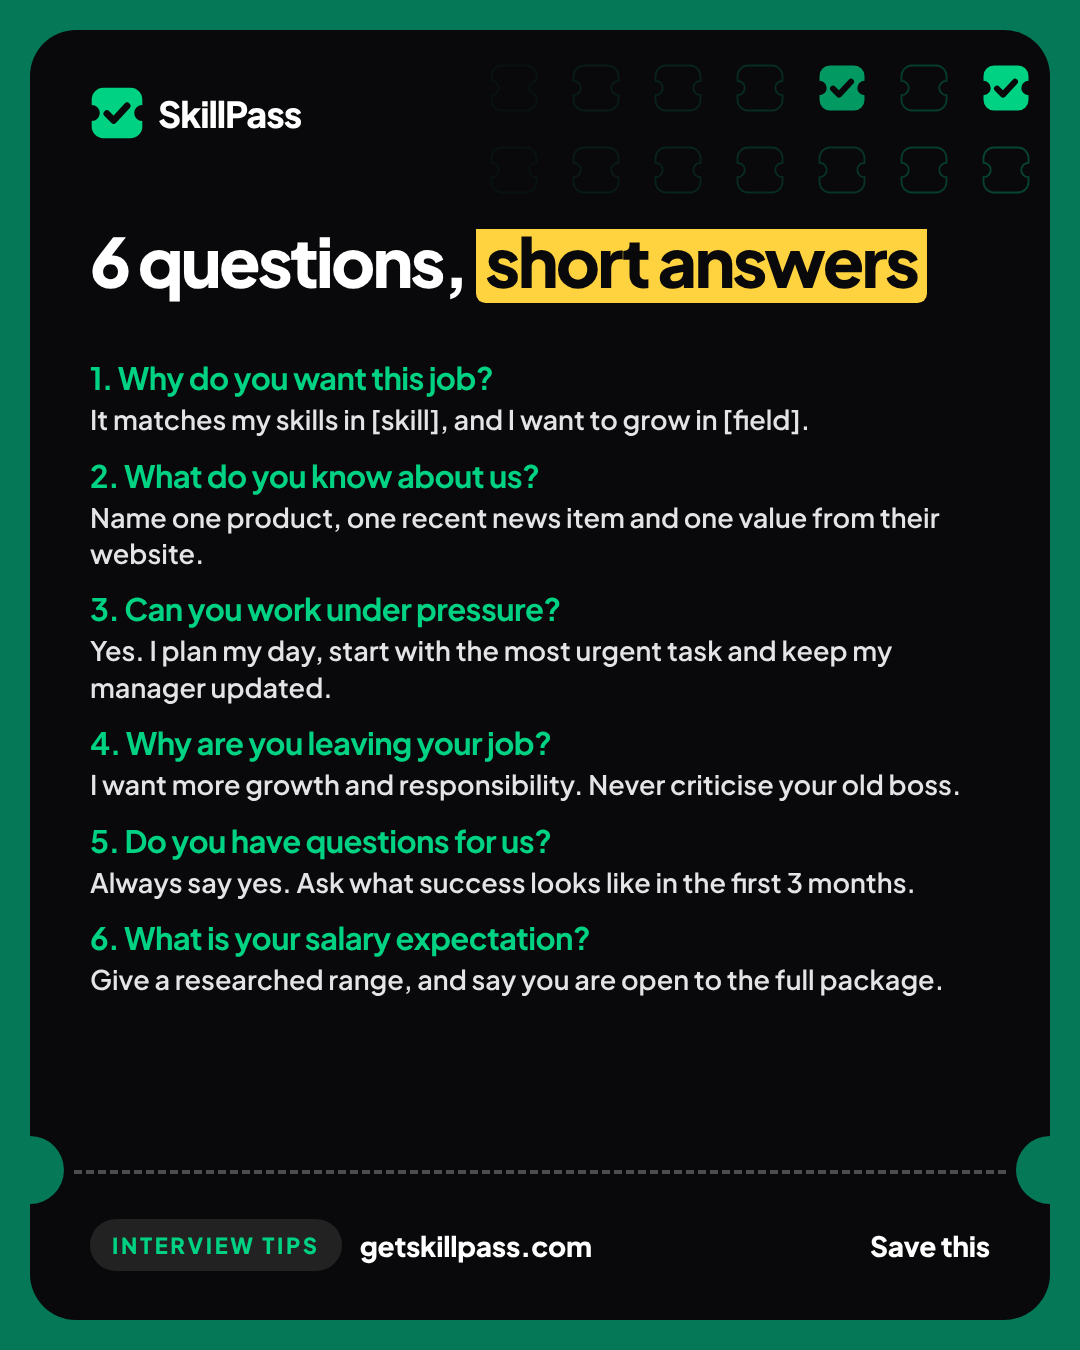 SkillPass
6 questions, short answers
1. Why do you want this job?
It matches my skills in [skill], and I want to grow in [field].
2. What do you know about us?
Name one product, one recent news item and one value from their
website.
3. Can you work under pressure?
Yes. I plan my day, start with the most urgent task and keep my
manager updated.
4. Why are you leaving your job?
I want more growth and responsibility. Never criticise your old boss.
5. Do you have questions for us?
Always say yes. Ask what success looks like in the first 3 months.
6. What is your salary expectation?
Give a researched range, and say you are open to the full package.
INTERVIEW TIPS getskillpass.com Save this